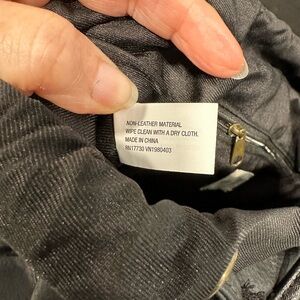 NON-LEATHER MATERIAL
WIPE CLEAN WITH A DRY CLOTH.
MADE IN CHINA
RN17730 VN1980403